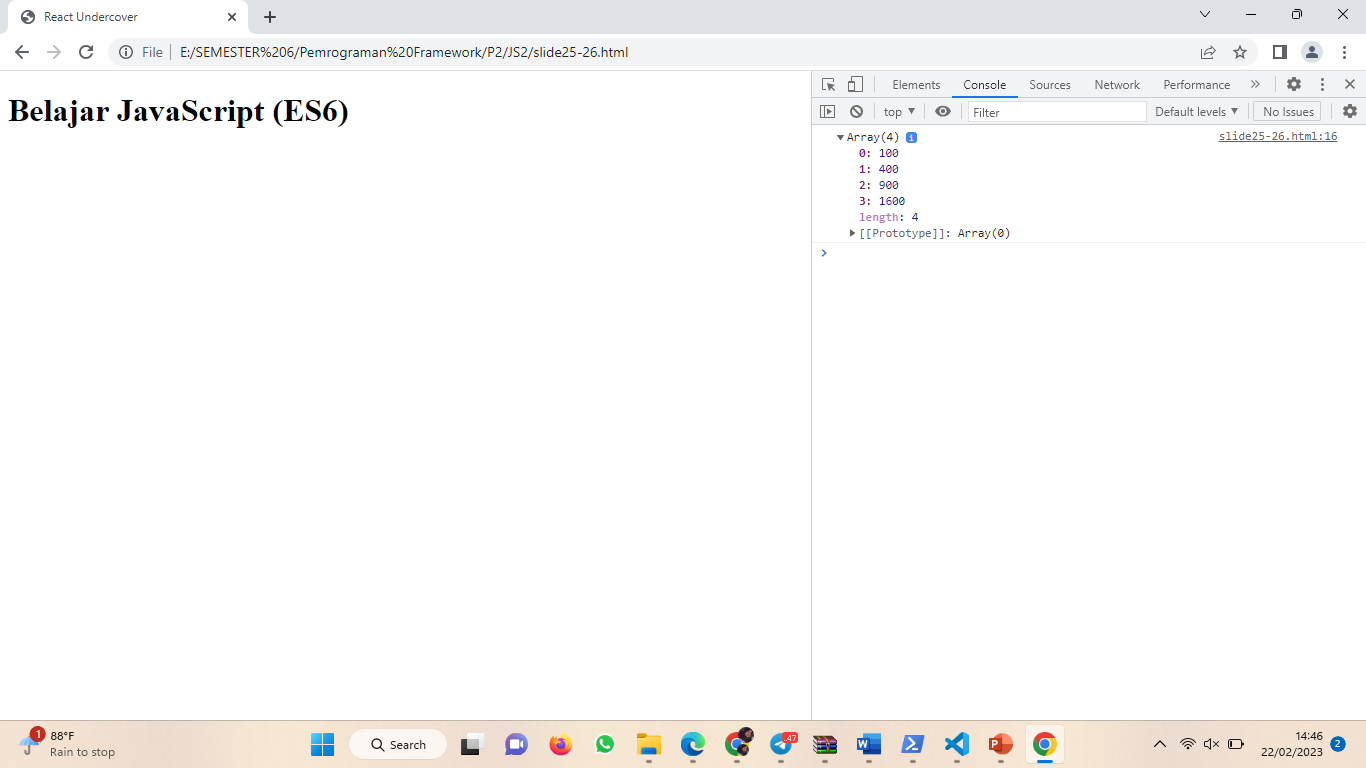 React Undercover
File E:/SEMESTER%206/Pemrograman%20Framework/P2/JS2/slide25-26.html
Belajar JavaScript (ES6)
Elements Console Sources Network Performance
top Filter Default levels No Issues
Array(4) i slide25-26.html:16
0: 100
1: 400
2: 900
3: 1600
length: 4
[[Prototype]]: Array(0)
1 88°F
Rain to stop
Search
47
14:46
22/02/2023 2